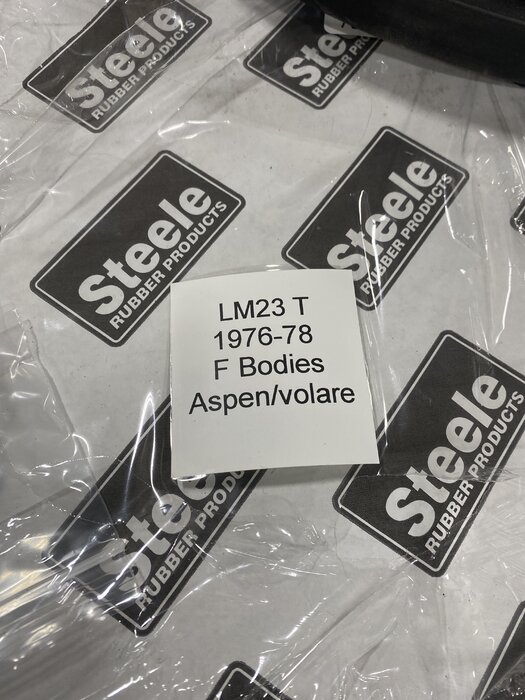 Steele
RUBBER PRODUCTS
Steele
RUBBER PRODUCTS
Steele
RUBBER PRODUCTS
Steele
RUBBER PRODUCTS
LM23 T
1976-78
F Bodies
Aspen/volare
Steele
RUBBER PRODUCTS
Steele
RUBBER PRODUCTS